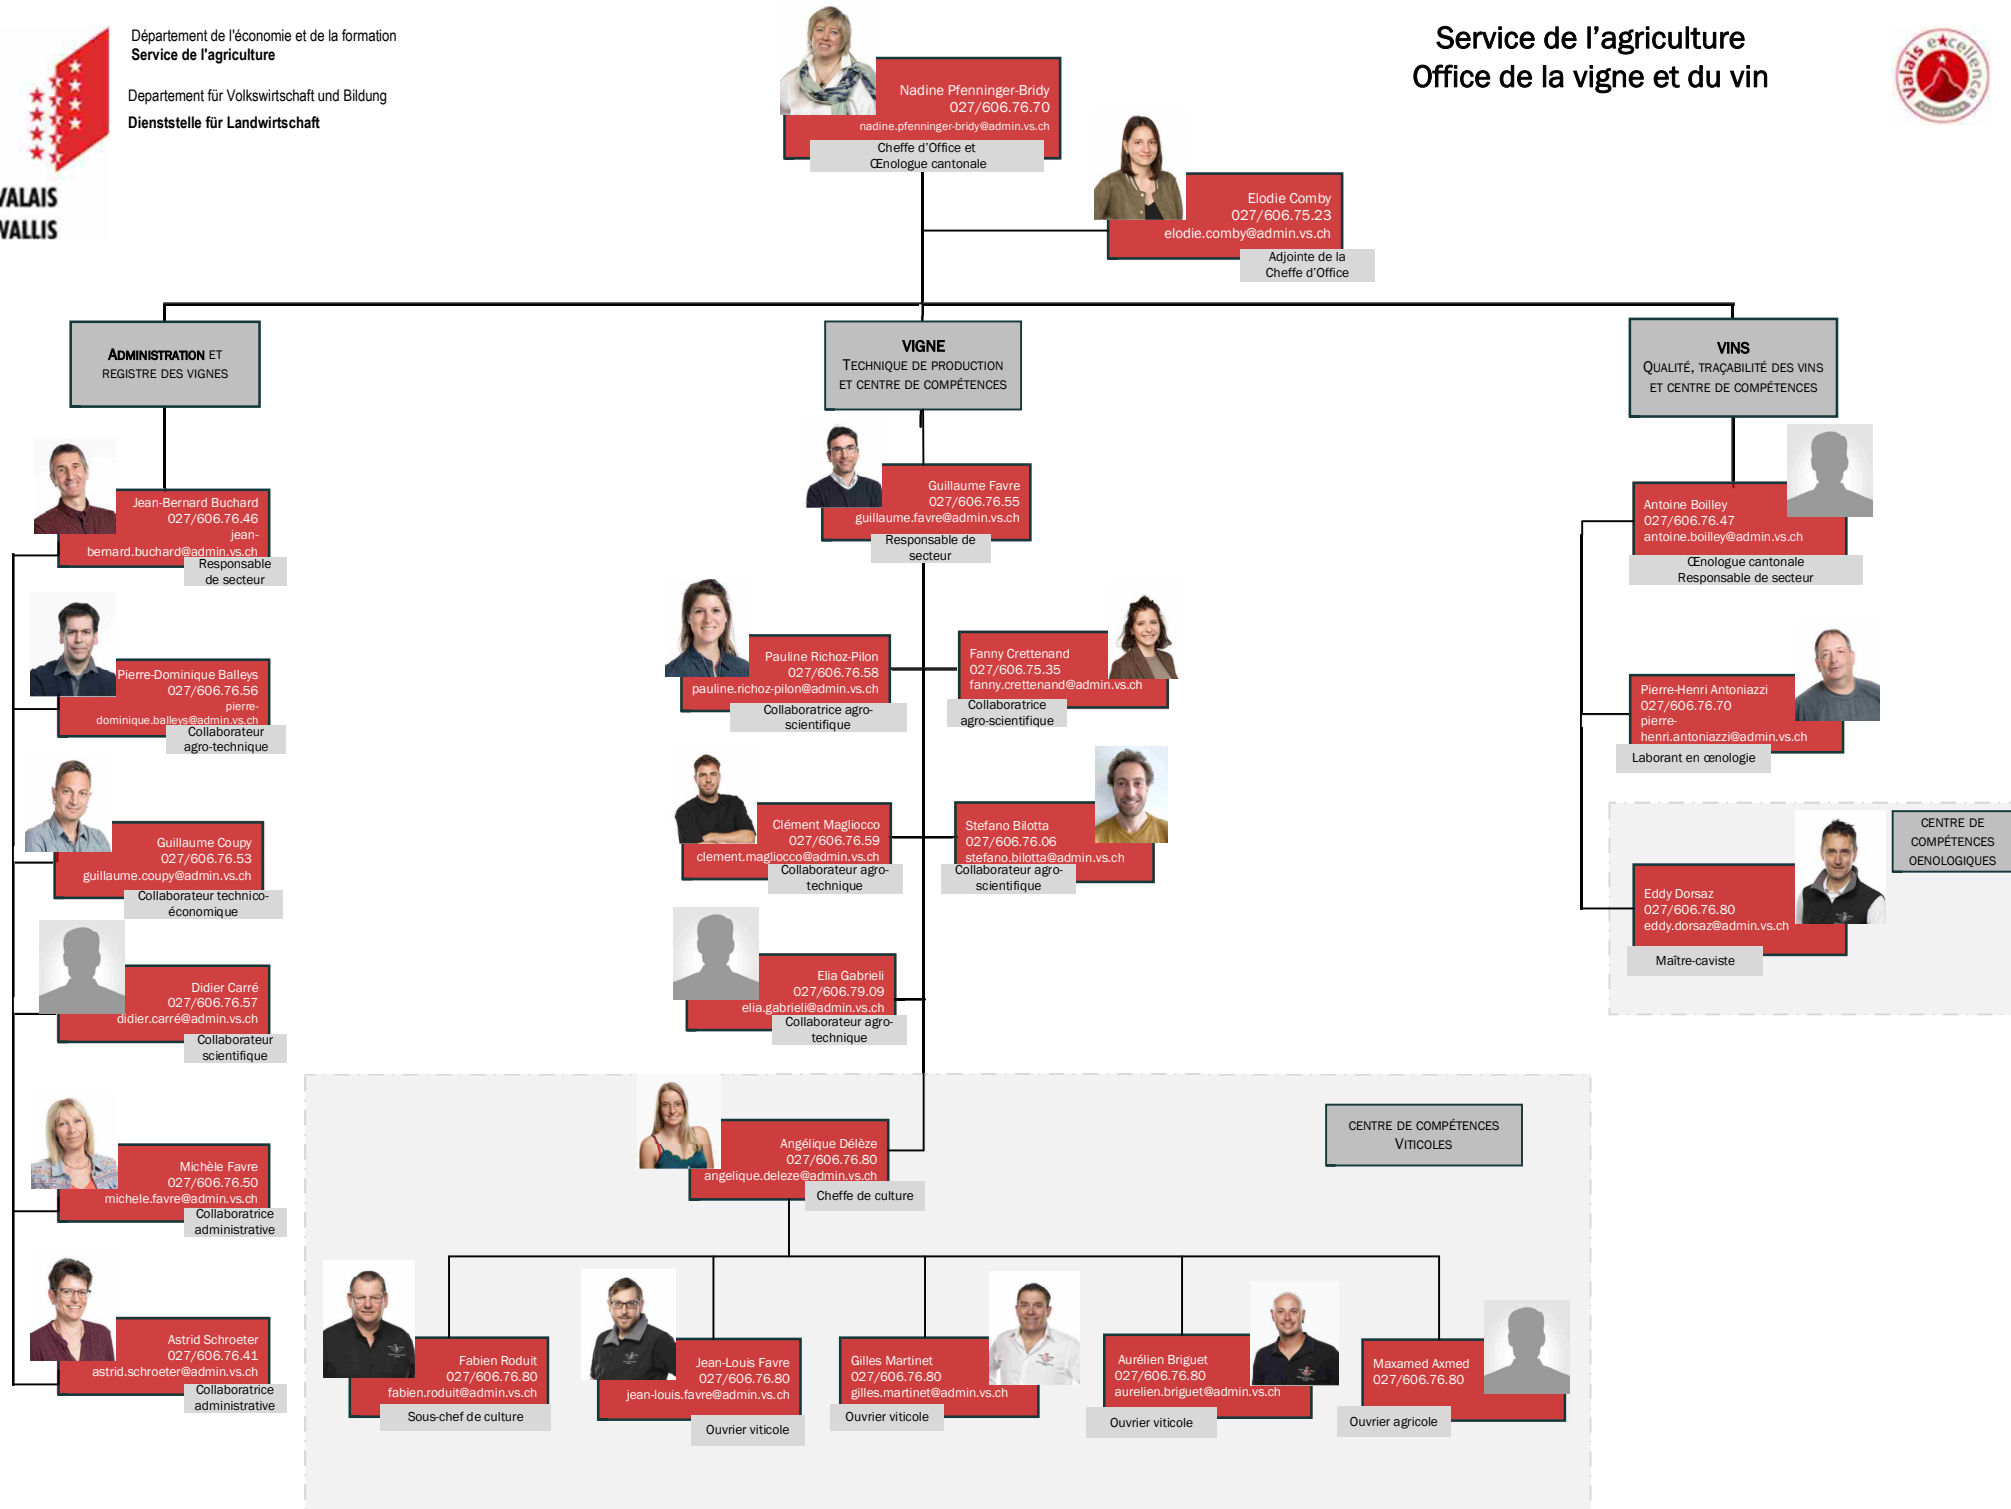 Département de l'économie et de la formation
Service de l'agriculture
Departement für Volkswirtschaft und Bildung
Dienststelle für Landwirtschaft
VALAIS
WALLIS
Service de l’agriculture
Office de la vigne et du vin
Valais excellence
Nadine Pfenninger-Bridy
027/606.76.70
nadine.pfenninger-bridy@admin.vs.ch
Cheffe d’Office et
Œnologue cantonale
Elodie Comby
027/606.75.23
elodie.comby@admin.vs.ch
Adjointe de la
Cheffe d’Office
ADMINISTRATION ET
REGISTRE DES VIGNES
Jean-Bernard Buchard
027/606.76.46
jean-
bernard.buchard@admin.vs.ch
Responsable
de secteur
Pierre-Dominique Balleys
027/606.76.56
pierre-
dominique.balleys@admin.vs.ch
Collaborateur
agro-technique
Guillaume Coupy
027/606.76.53
guillaume.coupy@admin.vs.ch
Collaborateur technico-
économique
Didier Carré
027/606.76.57
didier.carré@admin.vs.ch
Collaborateur
scientifique
Michèle Favre
027/606.76.50
michele.favre@admin.vs.ch
Collaboratrice
administrative
Astrid Schroeter
027/606.76.41
astrid.schroeter@admin.vs.ch
Collaboratrice
administrative
VIGNE
TECHNIQUE DE PRODUCTION
ET CENTRE DE COMPÉTENCES
Guillaume Favre
027/606.76.55
guillaume.favre@admin.vs.ch
Responsable de
secteur
Pauline Richoz-Pilon
027/606.76.58
pauline.richoz-pilon@admin.vs.ch
Collaboratrice agro-
scientifique
Fanny Crettenand
027/606.75.35
fanny.crettenand@admin.vs.ch
Collaboratrice
agro-scientifique
Clément Magliocco
027/606.76.59
clement.magliocco@admin.vs.ch
Collaborateur agro-
technique
Stefano Bilotta
027/606.76.06
stefano.bilotta@admin.vs.ch
Collaborateur agro-
scientifique
Elia Gabrieli
027/606.79.09
elia.gabrieli@admin.vs.ch
Collaborateur agro-
technique
CENTRE DE COMPÉTENCES
VITICOLES
Angélique Délèze
027/606.76.80
angelique.deleze@admin.vs.ch
Cheffe de culture
Fabien Roduit
027/606.76.80
fabien.roduit@admin.vs.ch
Sous-chef de culture
Jean-Louis Favre
027/606.76.80
jean-louis.favre@admin.vs.ch
Ouvrier viticole
Gilles Martinet
027/606.76.80
gilles.martinet@admin.vs.ch
Ouvrier viticole
Aurélien Briguet
027/606.76.80
aurelien.briguet@admin.vs.ch
Ouvrier viticole
Maxamed Axmed
027/606.76.80
Ouvrier agricole
VINS
QUALITÉ, TRAÇABILITÉ DES VINS
ET CENTRE DE COMPÉTENCES
Antoine Boilley
027/606.76.47
antoine.boilley@admin.vs.ch
Œnologue cantonale
Responsable de secteur
Pierre-Henri Antoniazzi
027/606.76.70
pierre-
henri.antoniazzi@admin.vs.ch
Laborant en œnologie
CENTRE DE
COMPÉTENCES
OENOLOGIQUES
Eddy Dorsaz
027/606.76.80
eddy.dorsaz@admin.vs.ch
Maître-caviste